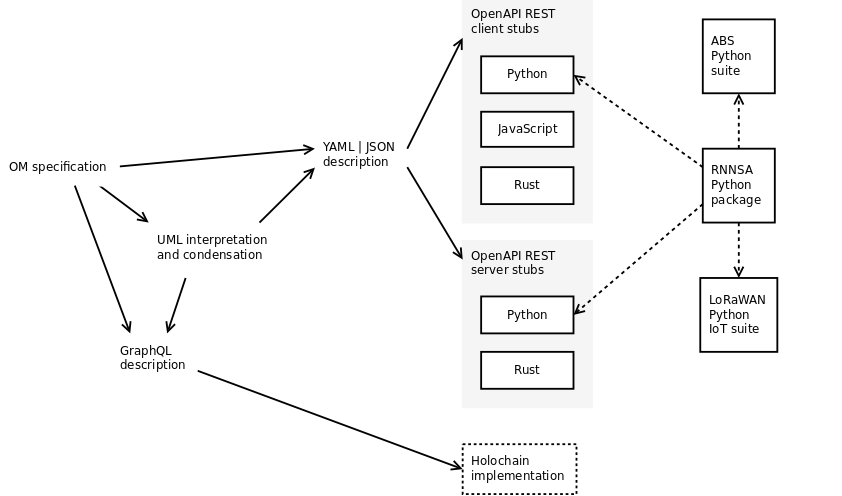 OM specification
UML interpretation
and condensation
GraphQL
description
YAML | JSON
description
OpenAPI REST
client stubs
Python
JavaScript
Rust
OpenAPI REST
server stubs
Python
Rust
Holochain
implementation
ABS
Python
suite
RNNSA
Python
package
LoRaWAN
Python
IoT suite